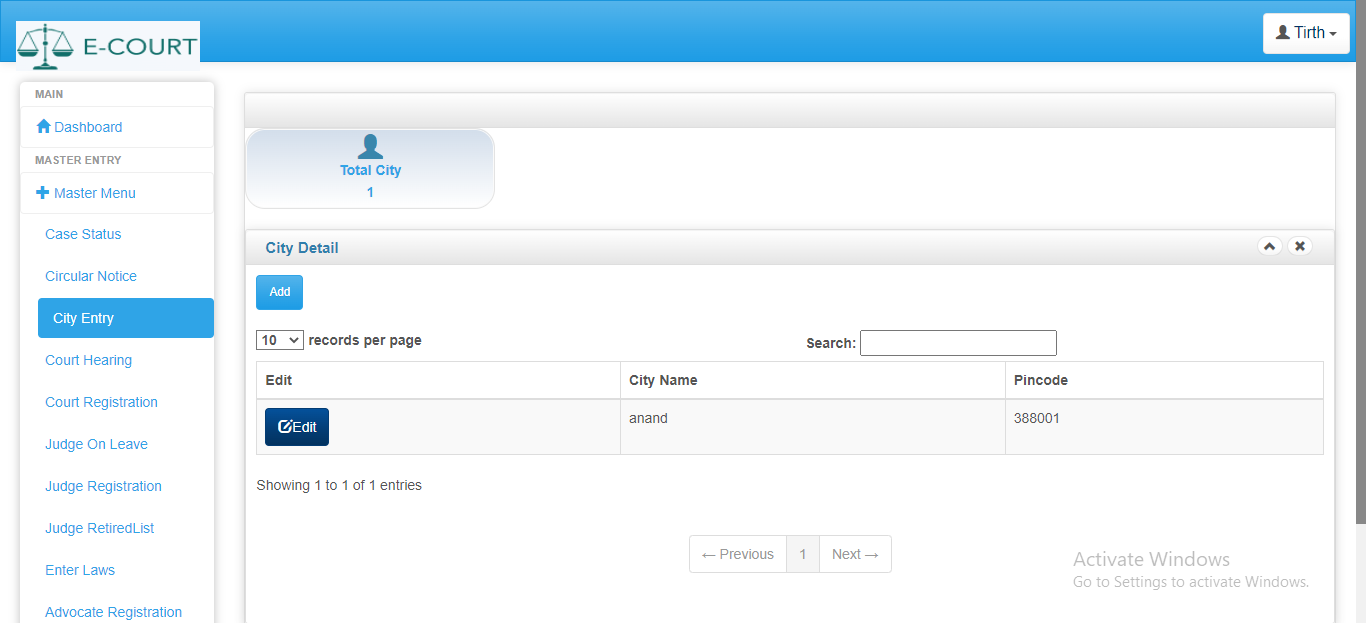 E-COURT
Tirth
MAIN
Dashboard
MASTER ENTRY
Master Menu
Case Status
Circular Notice
City Entry
Court Hearing
Court Registration
Judge On Leave
Judge Registration
Judge RetiredList
Enter Laws
Advocate Registration
Total City
1
City Detail
Add
10 records per page
Search:
Edit City Name Pincode
Edit anand 388001
Showing 1 to 1 of 1 entries
← Previous 1 Next →
Activate Windows
Go to Settings to activate Windows.